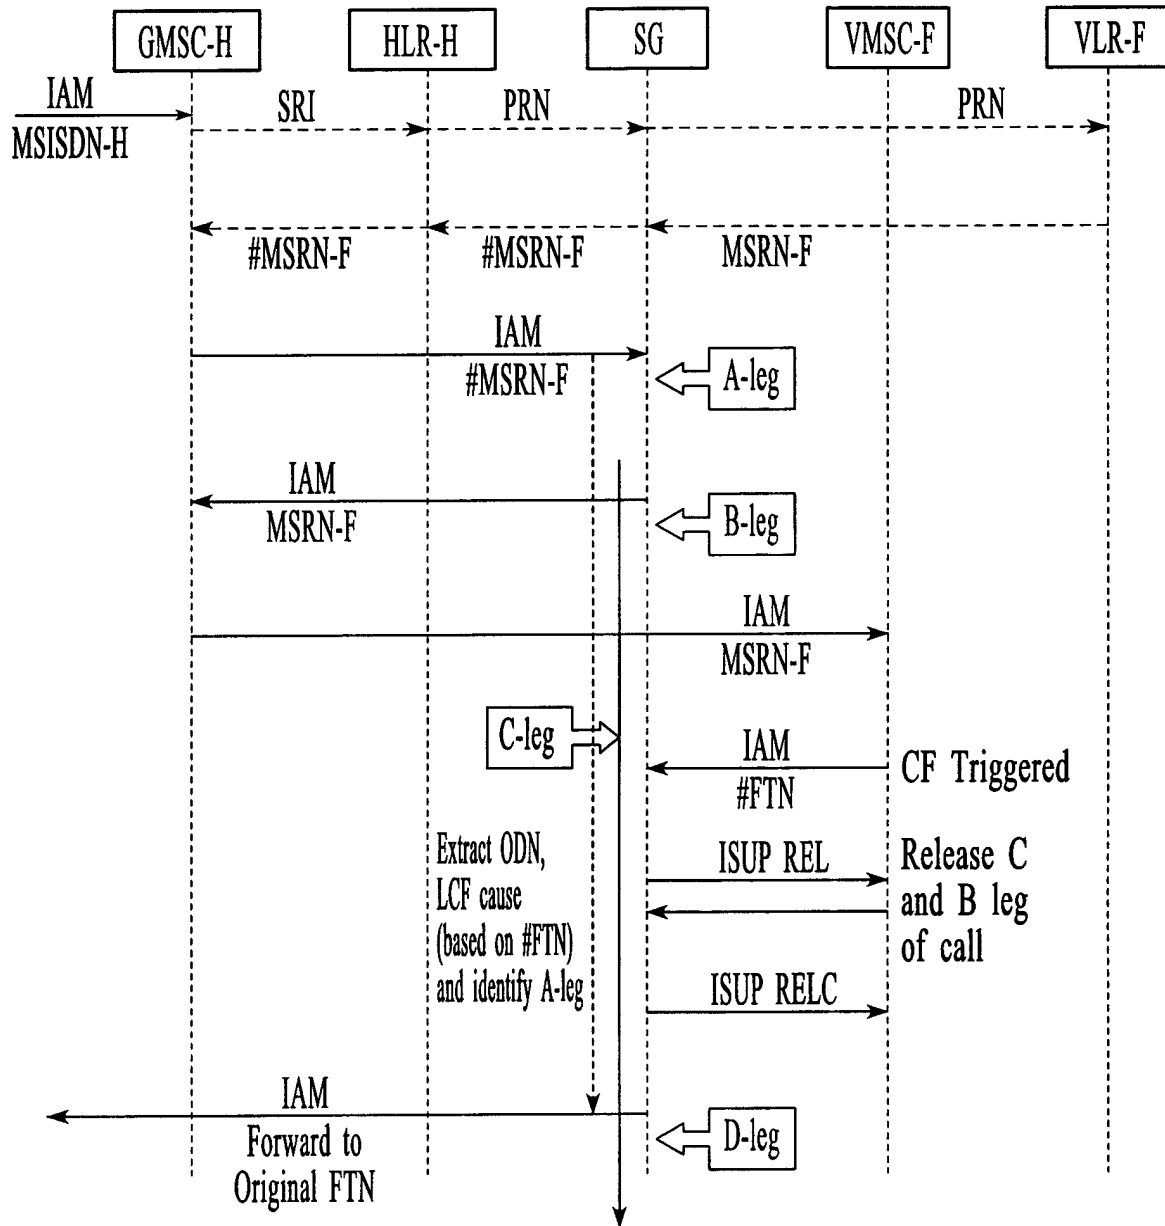 GMSC-H
HLR-H
SG
VMSC-F
VLR-F
IAM
MSISDN-H
SRI
PRN
PRN
#MSRN-F
#MSRN-F
MSRN-F
IAM
#MSRN-F
A-leg
IAM
MSRN-F
B-leg
IAM
MSRN-F
C-leg
IAM
#FTN
CF Triggered
Extract ODN,
LCF cause
(based on #FTN)
and identify A-leg
ISUP REL
Release C
and B leg
of call
ISUP RELC
IAM
Forward to
Original FTN
D-leg